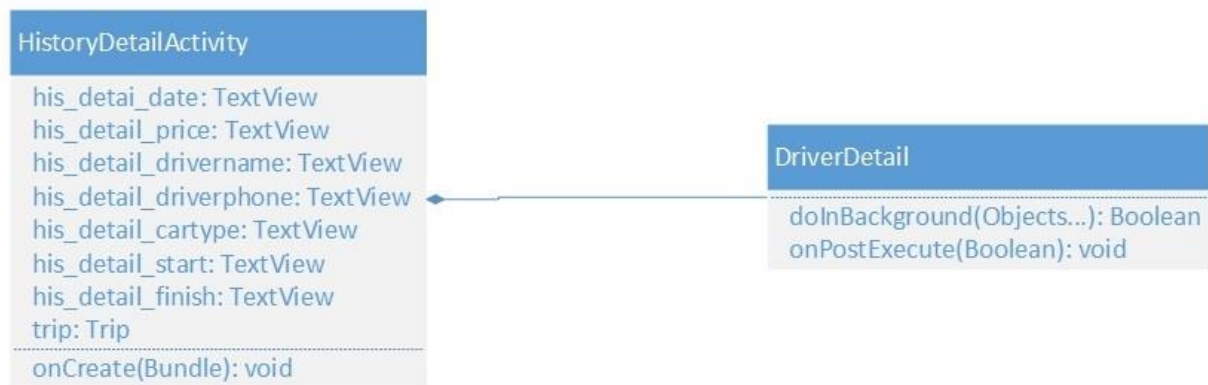 HistoryDetailActivity
his_detai_date: TextView
his_detail_price: TextView
his_detail_drivername: TextView
his_detail_driverphone: TextView
his_detail_cartype: TextView
his_detail_start: TextView
his_detail_finish: TextView
trip: Trip
onCreate(Bundle): void
DriverDetail
doInBackground(Objects...): Boolean
onPostExecute(Boolean): void